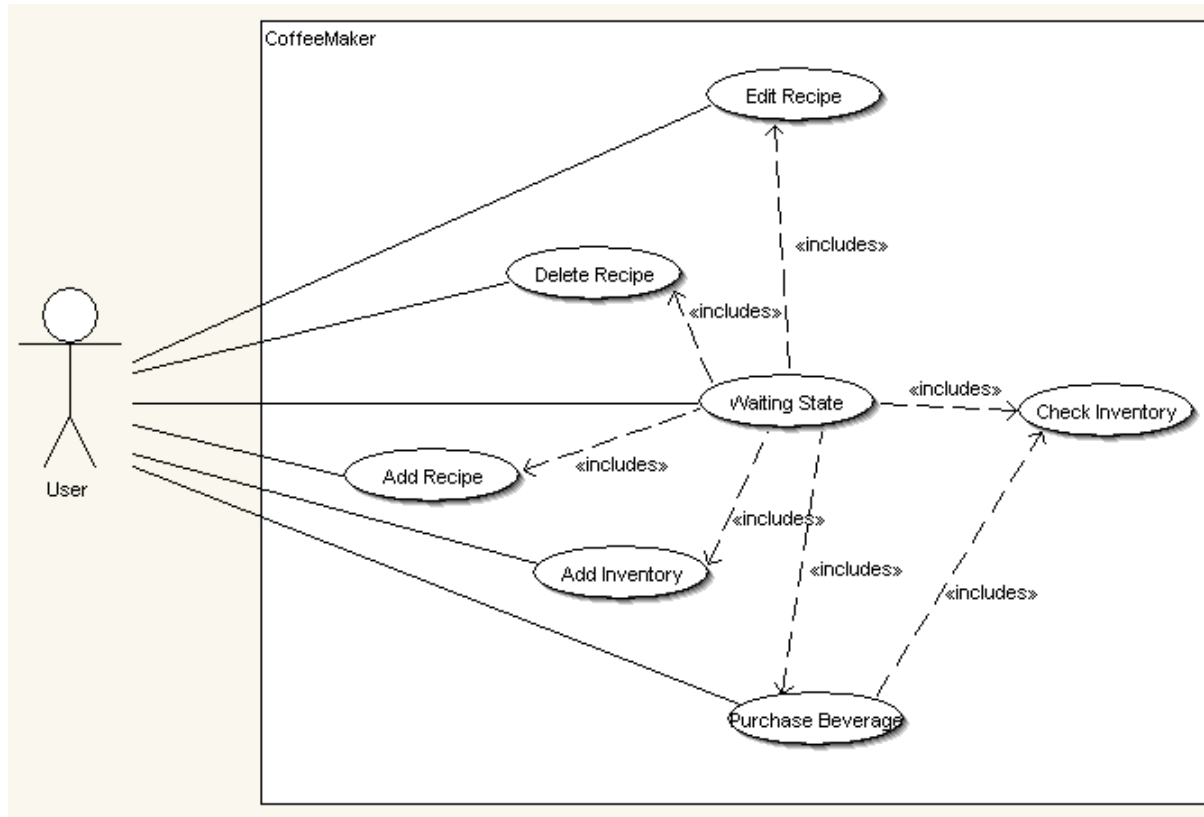 CoffeeMaker
Edit Recipe
«includes»
Delete Recipe
«includes»
Waiting State
«includes»
Check Inventory
Add Recipe
«includes»
User
«includes»
Add Inventory
«includes»
«includes»
Purchase Beverage